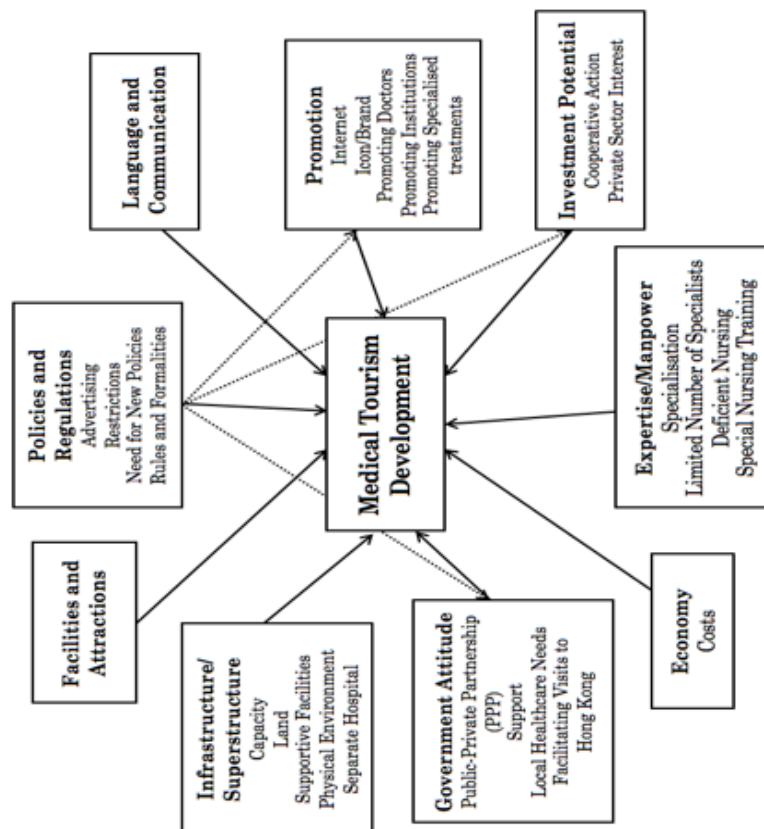 Facilities and
Attractions
Policies and
Regulations
Advertising
Restrictions
Need for New Policies
Rules and Formalities
Language and
Communication
Infrastructure/
Superstructure
Capacity
Land
Supportive Facilities
Physical Environment
Separate Hospital
Medical Tourism
Development
Promotion
Internet
Icon/Brand
Promoting Doctors
Promoting Institutions
Promoting Specialised
treatments
Government Attitude
Public-Private Partnership
(PPP)
Support
Local Healthcare Needs
Facilitating Visits to
Hong Kong
Investment Potential
Cooperative Action
Private Sector Interest
Economy
Costs
Expertise/Manpower
Specialisation
Limited Number of Specialists
Deficient Nursing
Special Nursing Training